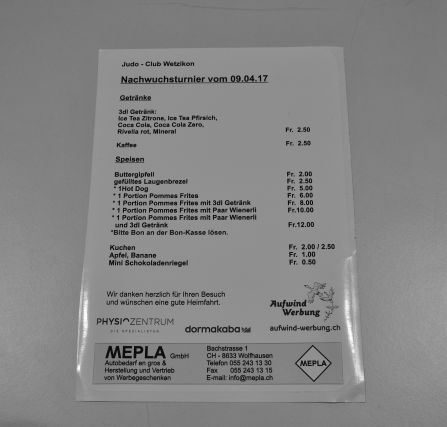 Judo - Club Wetzikon
Nachwuchsturnier vom 09.04.17
Getränke
3dl Getränk:
Ice Tea Zitrone, Ice Tea Pfirsich,
Coca Cola, Coca Cola Zero,
Rivella rot, Mineral Fr. 2.50
Kaffee Fr. 2.50
Speisen
Buttergipfeli Fr. 2.00
gefülltes Laugenbrezel Fr. 2.50
* 1Hot Dog Fr. 5.00
* 1 Portion Pommes Frites Fr. 6.00
* 1 Portion Pommes Frites mit 3dl Getränk Fr. 8.00
* 1 Portion Pommes Frites mit Paar Wienerli Fr.10.00
* 1 Portion Pommes Frites mit Paar Wienerli
und 3dl Getränk Fr.12.00
*Bitte Bon an der Bon-Kasse lösen.
Kuchen Fr. 2.00 / 2.50
Apfel, Banane Fr. 1.00
Mini Schokoladenriegel Fr. 0.50
Wir danken herzlich für Ihren Besuch
und wünschen eine gute Heimfahrt.
Aufwind
Werbung
PHYSIOZENTRUM
DIE SPEZIALISTEN
dormakaba
aufwind-werbung.ch
MEPLA GmbH
Autobedarf en gros &
Herstellung und Vertrieb
von Werbegeschenken
Bachstrasse 1
CH - 8633 Wolfhausen
Telefon 055 243 13 30
Fax 055 243 13 15
E-mail: info@mepla.ch
MEPLA